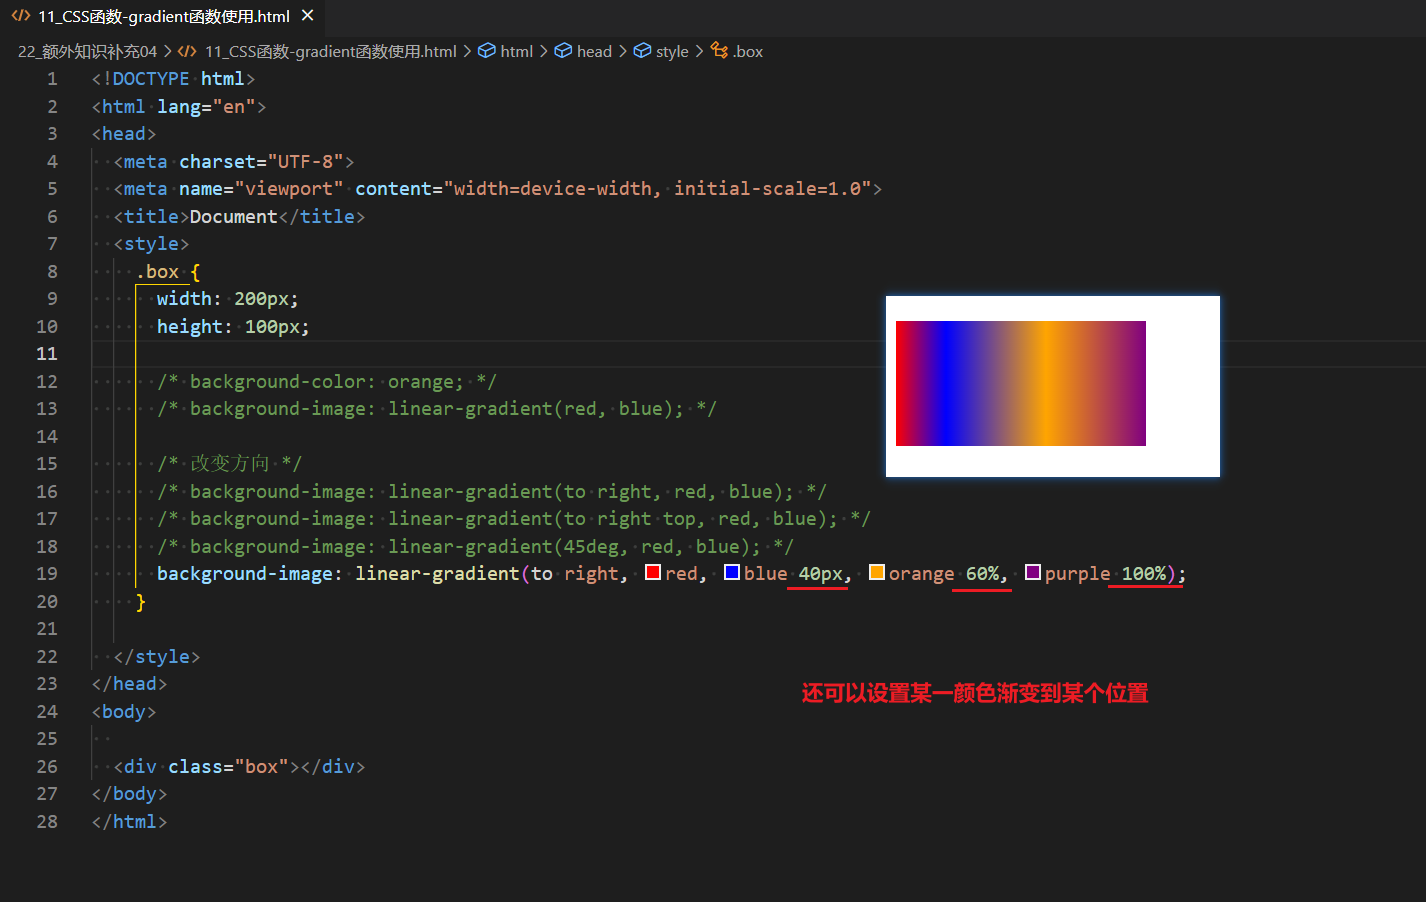 11_CSS函数-gradient函数使用.html
22_额外知识补充04 > 11_CSS函数-gradient函数使用.html > html > head > style > .box
1 <!DOCTYPE html>
2 <html lang="en">
3 <head>
4 <meta charset="UTF-8">
5 <meta name="viewport" content="width=device-width, initial-scale=1.0">
6 <title>Document</title>
7 <style>
8 .box {
9 width: 200px;
10 height: 100px;
11
12 /* background-color: orange; */
13 /* background-image: linear-gradient(red, blue); */
14
15 /* 改变方向 */
16 /* background-image: linear-gradient(to right, red, blue); */
17 /* background-image: linear-gradient(to right top, red, blue); */
18 /* background-image: linear-gradient(45deg, red, blue); */
19 background-image: linear-gradient(to right, red, blue 40px, orange 60%, purple 100%);
20 }
21
22 </style>
23 </head>
还可以设置某一颜色渐变到某个位置
24 <body>
25
26 <div class="box"></div>
27 </body>
28 </html>